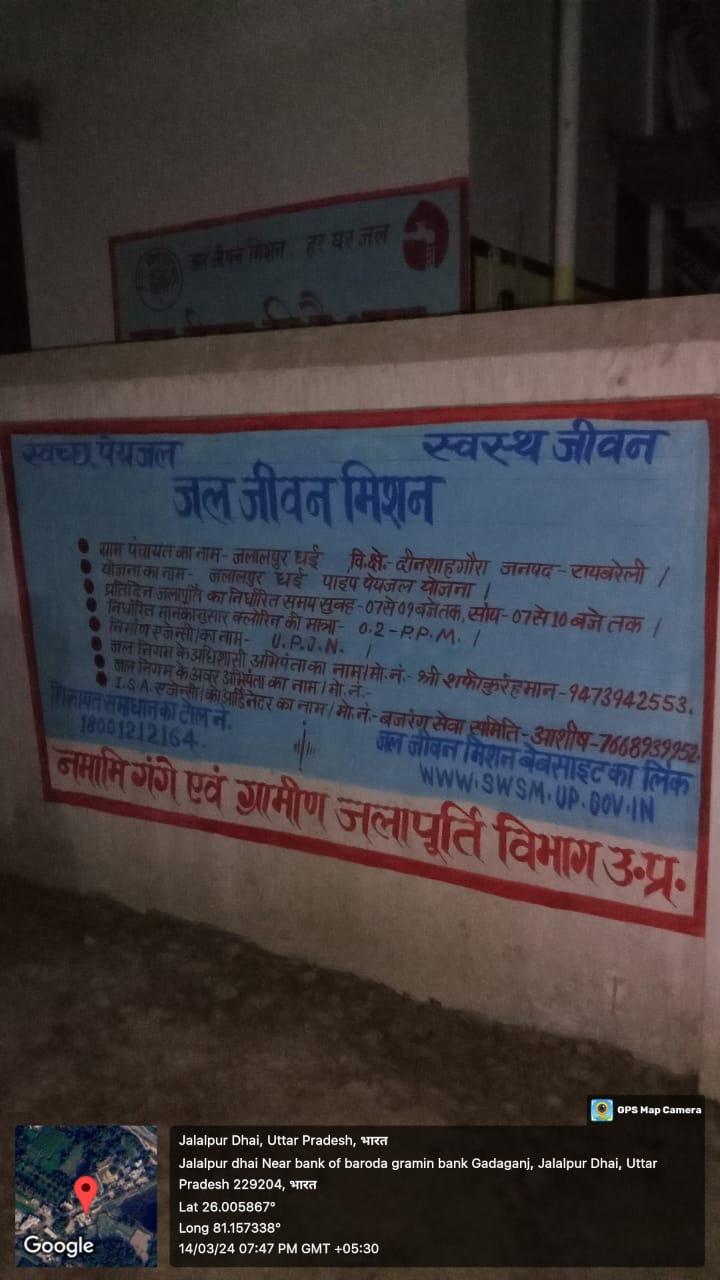 जल जीवन मिशन, हर घर जल
स्वच्छ पेयजल स्वस्थ जीवन
जल जीवन मिशन
ग्राम पंचायत का नाम- जलालपुर धई वि.क्षे.- दीनशाहगौरा जनपद- रायबरेली /
योजना का नाम- जलालपुर धई पाइप पेयजल योजना /
प्रतिदिन जलापूर्ति का निर्धारित समय सुबह- 07 से 09 बजे तक, सांय- 07 से 10 बजे तक /
निर्धारित मानकानुसार क्लोरिन की मात्रा- 0.2-P.P.M. /
निर्माण एजेन्सी का नाम- U.P.J.N. /
जल निगम के अधिशासी अभियंता का नाम/मो.नं.- श्री शफीकुर्रहमान-9473942553.
जल निगम के अवर अभियंता का नाम/मो.नं.-
I.S.A. एजेन्सी/कोऑर्डिनेटर का नाम/मो.नं.- बजरंग सेवा समिति-आशीष-7668939952.
शिकायत समाधान का टोल नं.
18001212164.
जल जीवन मिशन बेबसाइट का लिंक
WWW.SWSM.UP.GOV.IN
नमामि गंगे एवं ग्रामीण जलापूर्ति विभाग उ.प्र.
GPS Map Camera
Jalalpur Dhai, Uttar Pradesh, भारत
Jalalpur dhai Near bank of baroda gramin bank Gadaganj, Jalalpur Dhai, Uttar
Pradesh 229204, भारत
Lat 26.005867°
Long 81.157338°
14/03/24 07:47 PM GMT +05:30
Google